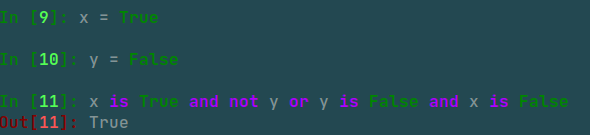 In [9]: x = True
In [10]: y = False
In [11]: x is True and not y or y is False and x is False
Out[11]: True